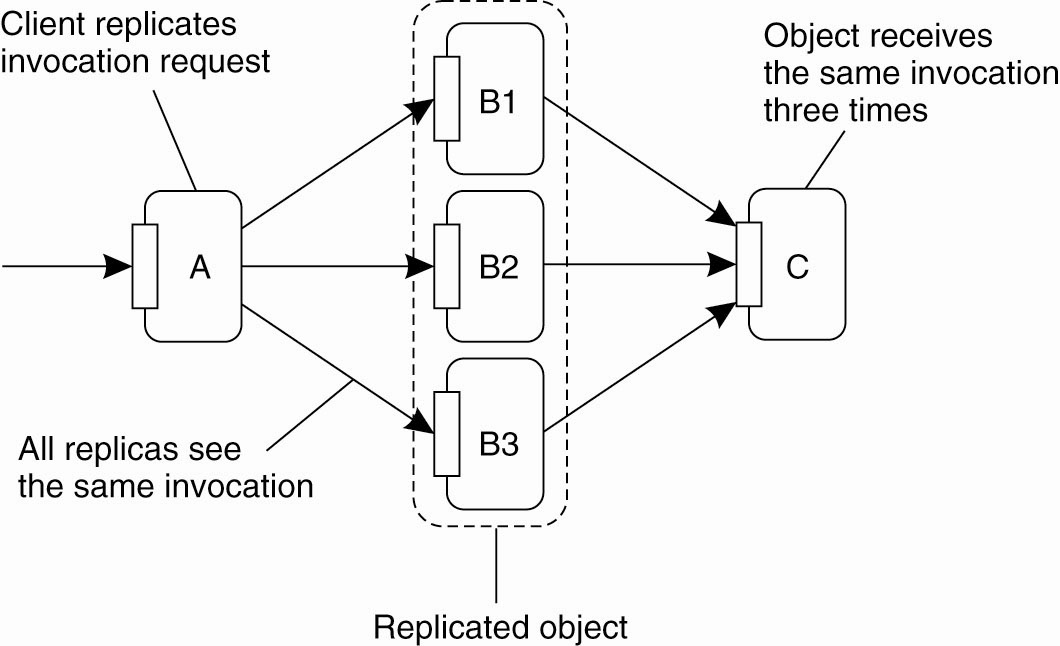 Client replicates
invocation request
Object receives
the same invocation
three times
B1
A
B2
C
B3
All replicas see
the same invocation
Replicated object